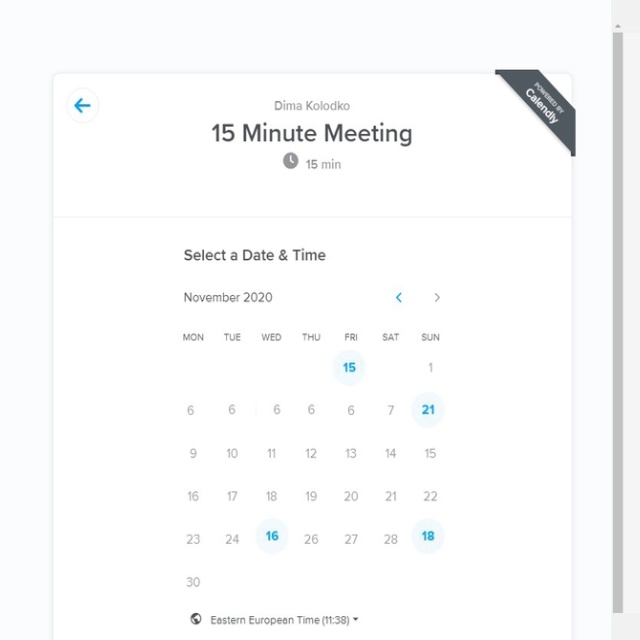 POWERED BY
Calendly
Dima Kolodko
15 Minute Meeting
15 min
Select a Date & Time
November 2020
MON TUE WED THU FRI SAT SUN
15 1
6 6 6 6 6 7 21
9 10 11 12 13 14 15
16 17 18 19 20 21 22
23 24 16 26 27 28 18
30
Eastern European Time (11:38)